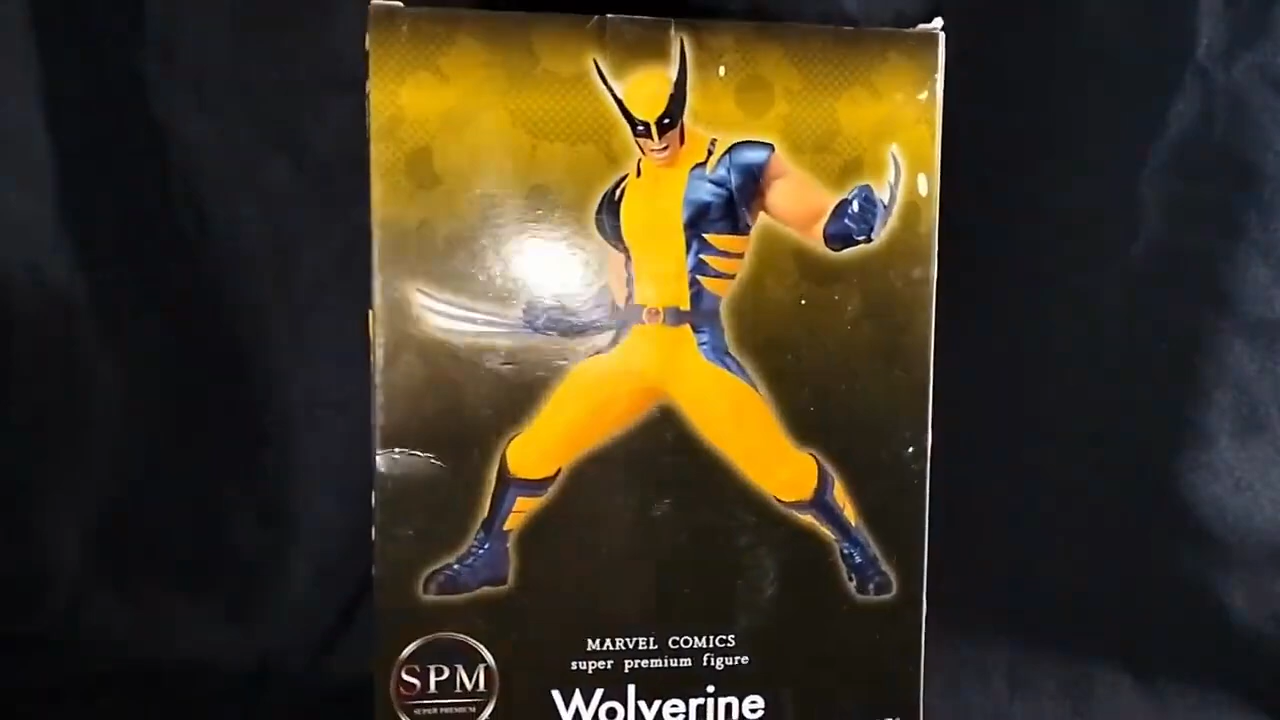 MARVEL COMICS
super premium figure
SPM
SUPER PREMIUM
Wolverine